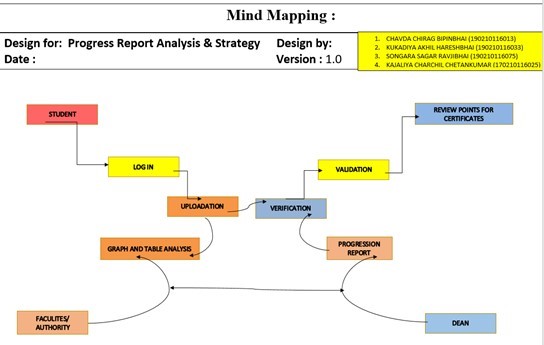 Mind Mapping :
Design for: Progress Report Analysis & Strategy
Design by:
Date :
Version : 1.0
1. CHAVDA CHIRAG BIPINBHAI (190210116013)
2. KUKADIYA AKHIL HARESHBHAI (190210116033)
3. SONGARA SAGAR RAVJIBHAI (190210116075)
4. KAJALIYA CHARCHIL CHETANKUMAR (170210116025)
STUDENT
REVIEW POINTS FOR
CERTIFICATES
LOG IN
VALIDATION
UPLOADATION
VERIFICATION
GRAPH AND TABLE ANALYSIS
PROGRESSION
REPORT
FACULITES/
AUTHORITY
DEAN